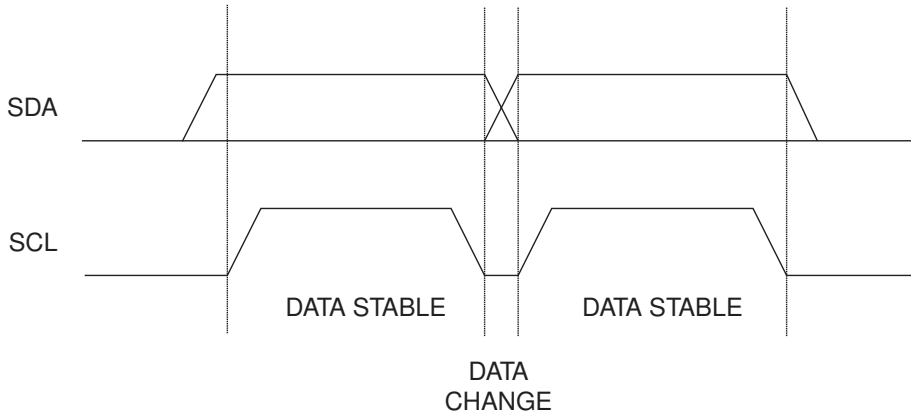 SDA
SCL
DATA STABLE
DATA STABLE
DATA
CHANGE